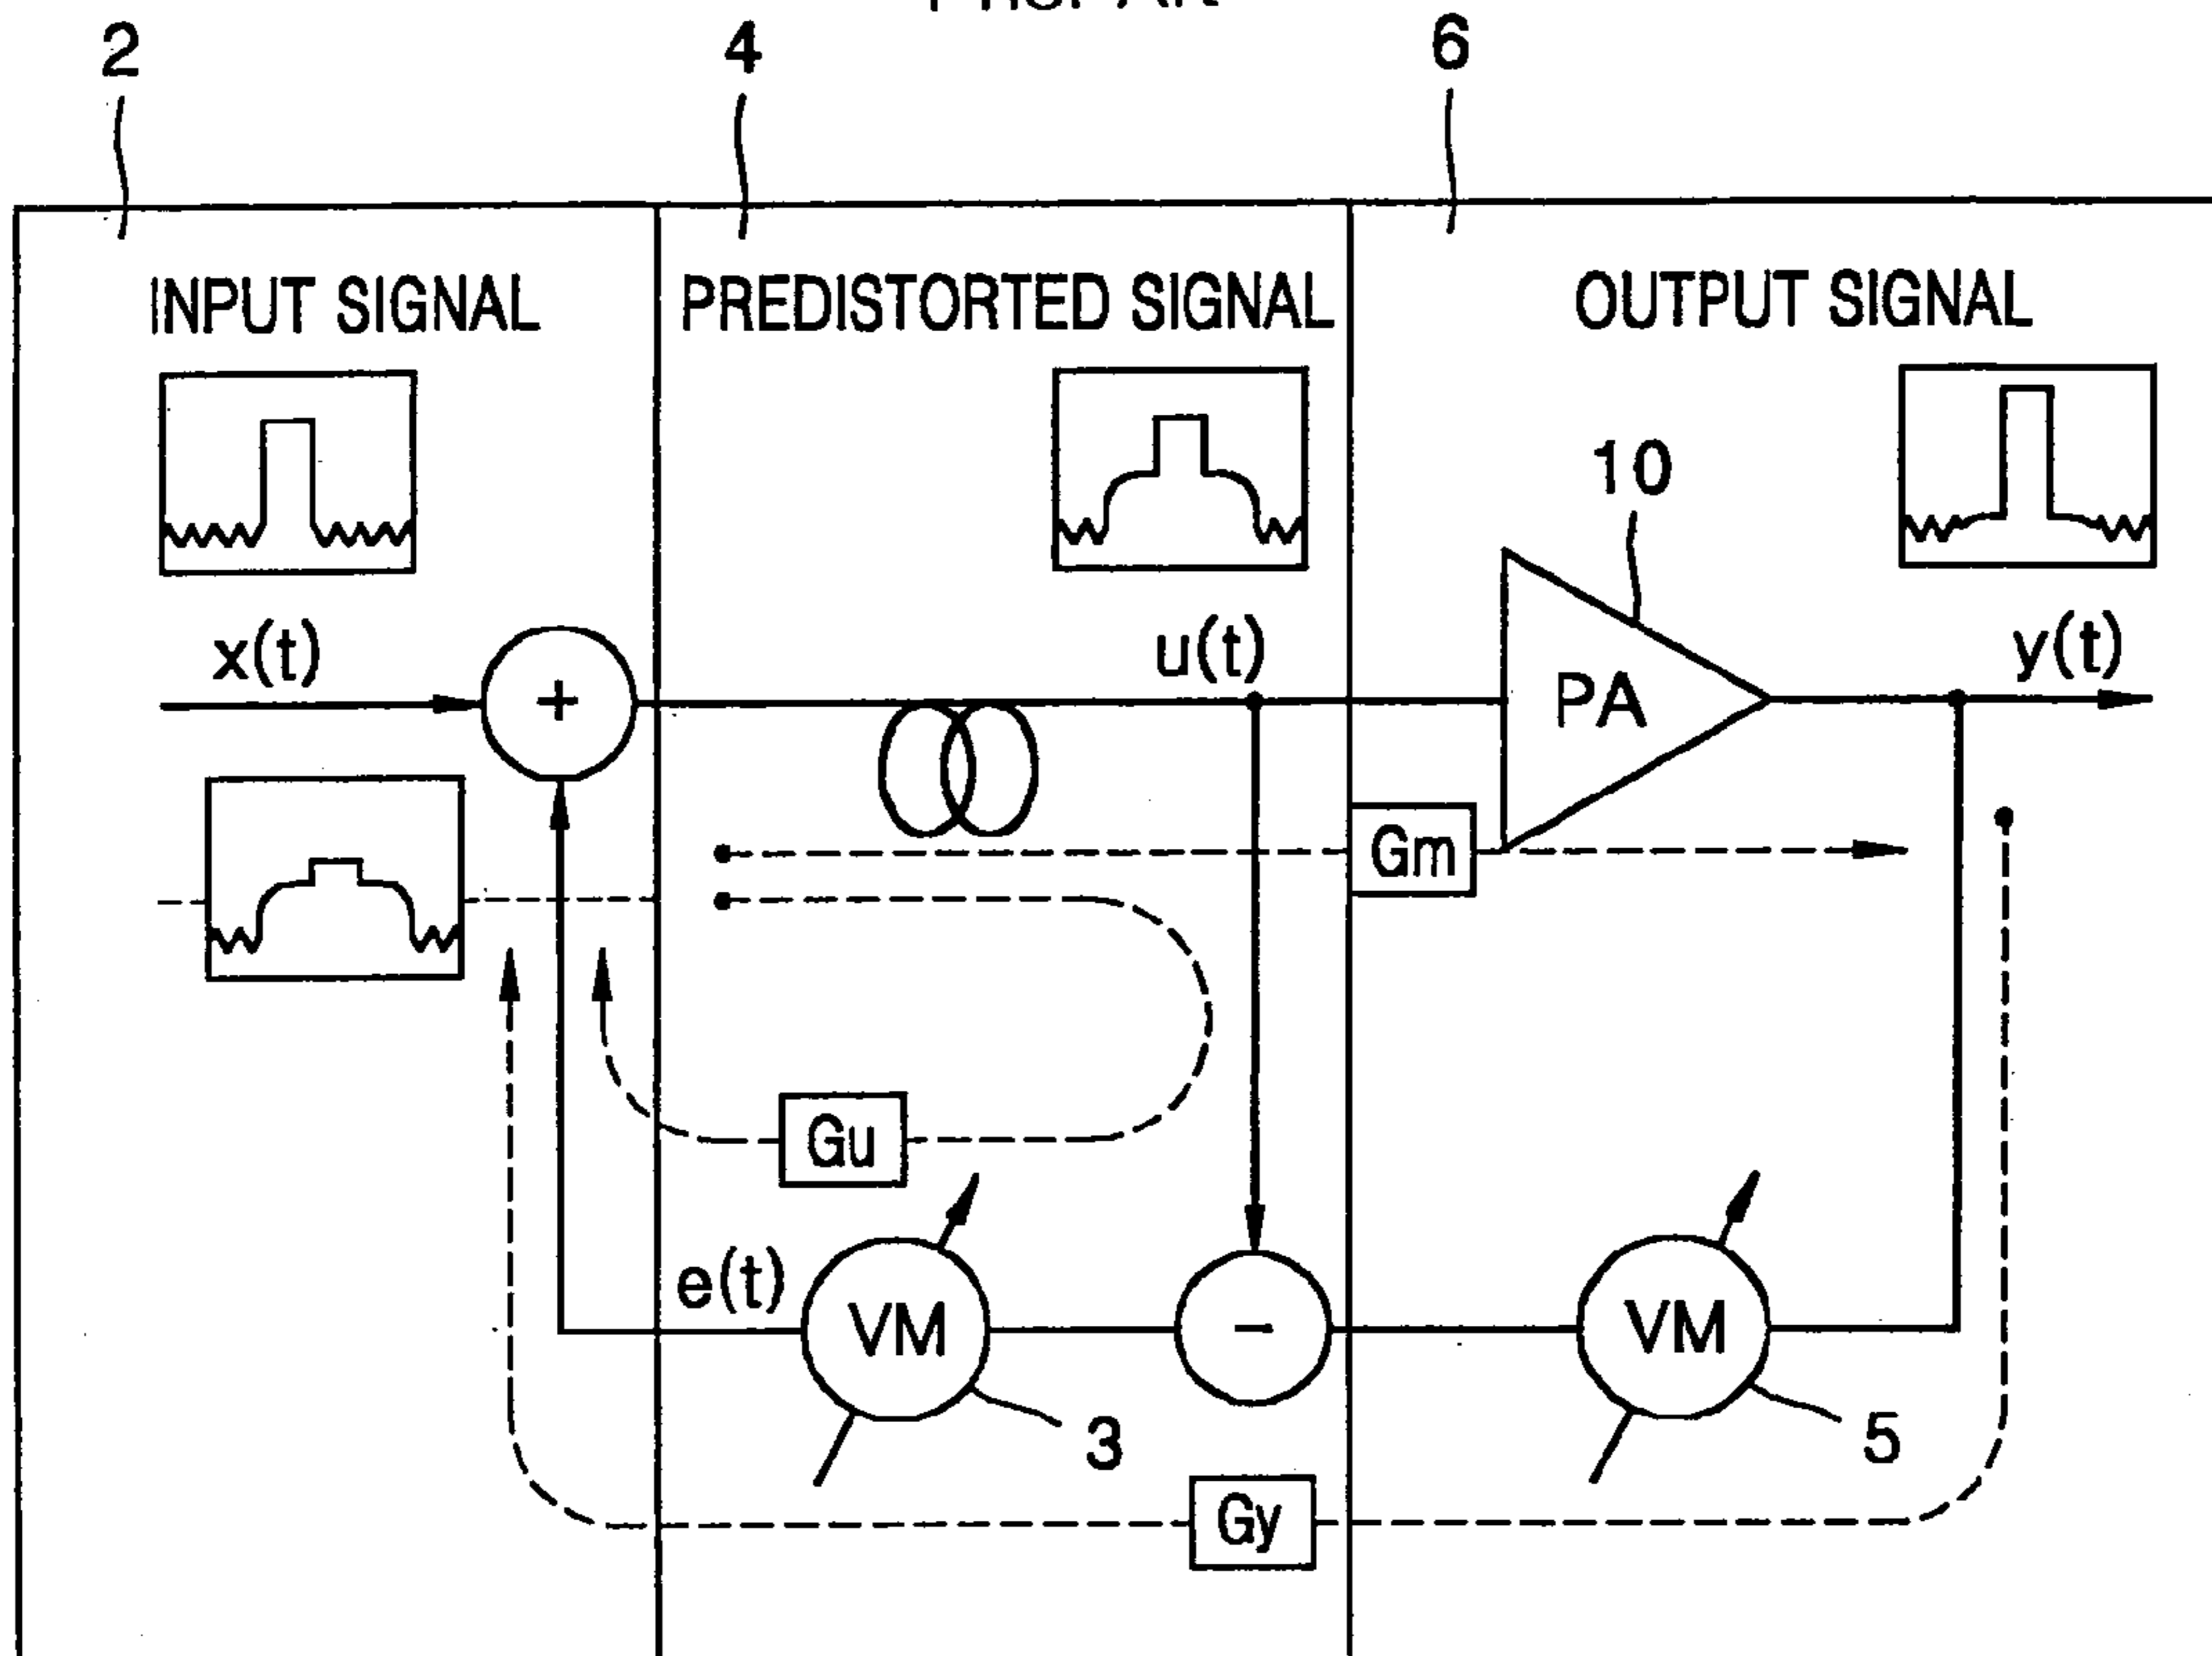 2
4
6
INPUT SIGNAL
PREDISTORTED SIGNAL
OUTPUT SIGNAL
10
x(t)
+
u(t)
PA
y(t)
Gm
Gu
e(t)
VM
-
VM
3
5
Gy